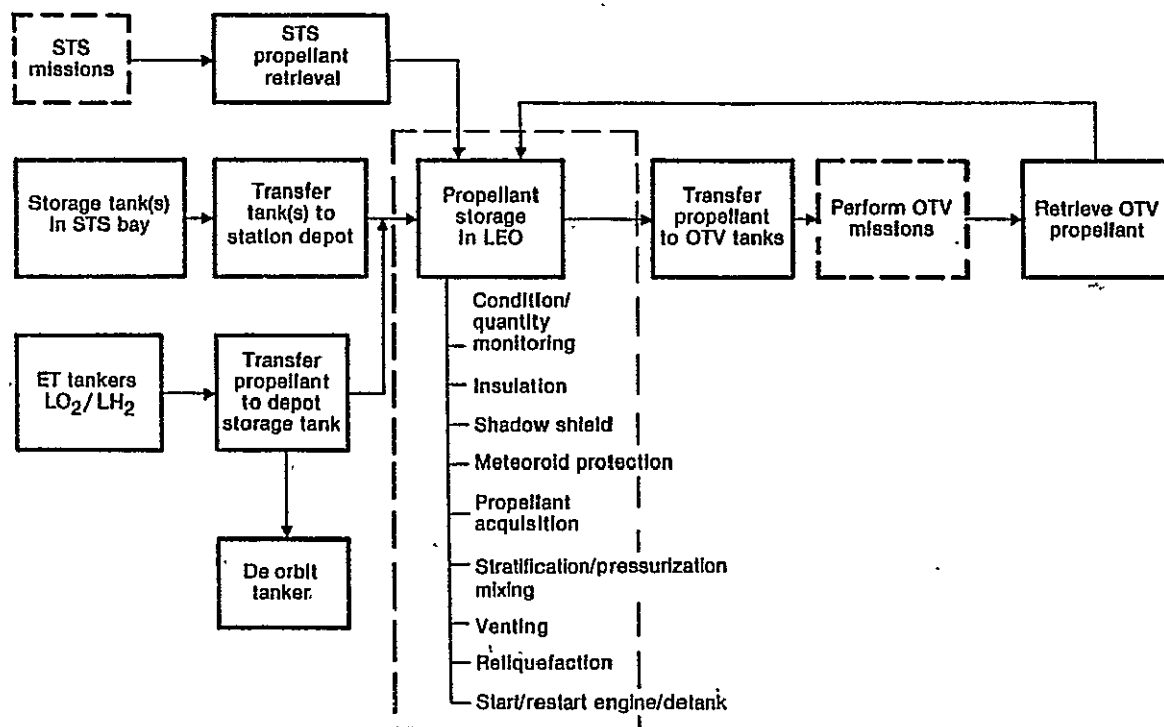 STS
missions
STS
propellant
retrieval
Storage tank(s)
in STS bay
Transfer
tank(s) to
station depot
Propellant
storage
in LEO
Transfer
propellant
to OTV tanks
Perform OTV
missions
Retrieve OTV
propellant
ET tankers
LO2/LH2
Transfer
propellant
to depot
storage tank
De orbit
tanker
Condition/
quantity
monitoring
Insulation
Shadow shield
Meteoroid protection
Propellant
acquisition
Stratification/pressurization
mixing
Venting
Reliquefaction
Start/restart engine/detank